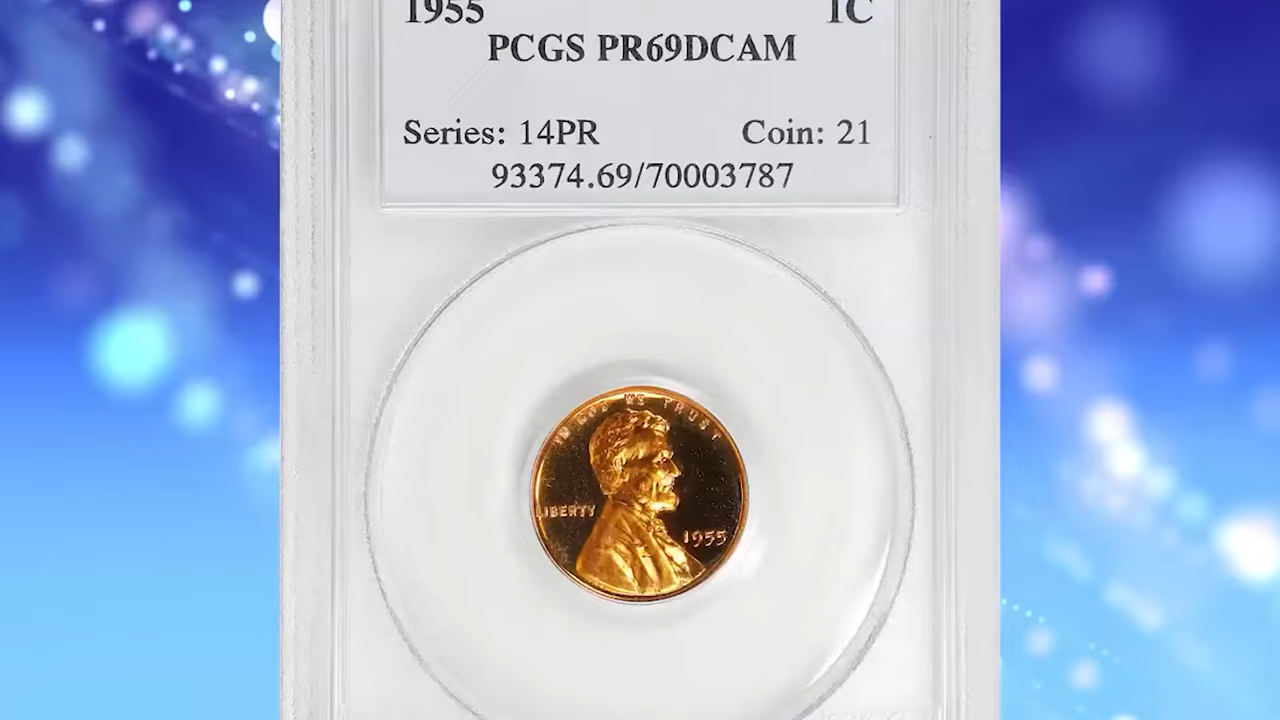 1955 1C
PCGS PR69DCAM
Series: 14PR Coin: 21
93374.69/70003787
IN GOD WE TRUST
LIBERTY
1955